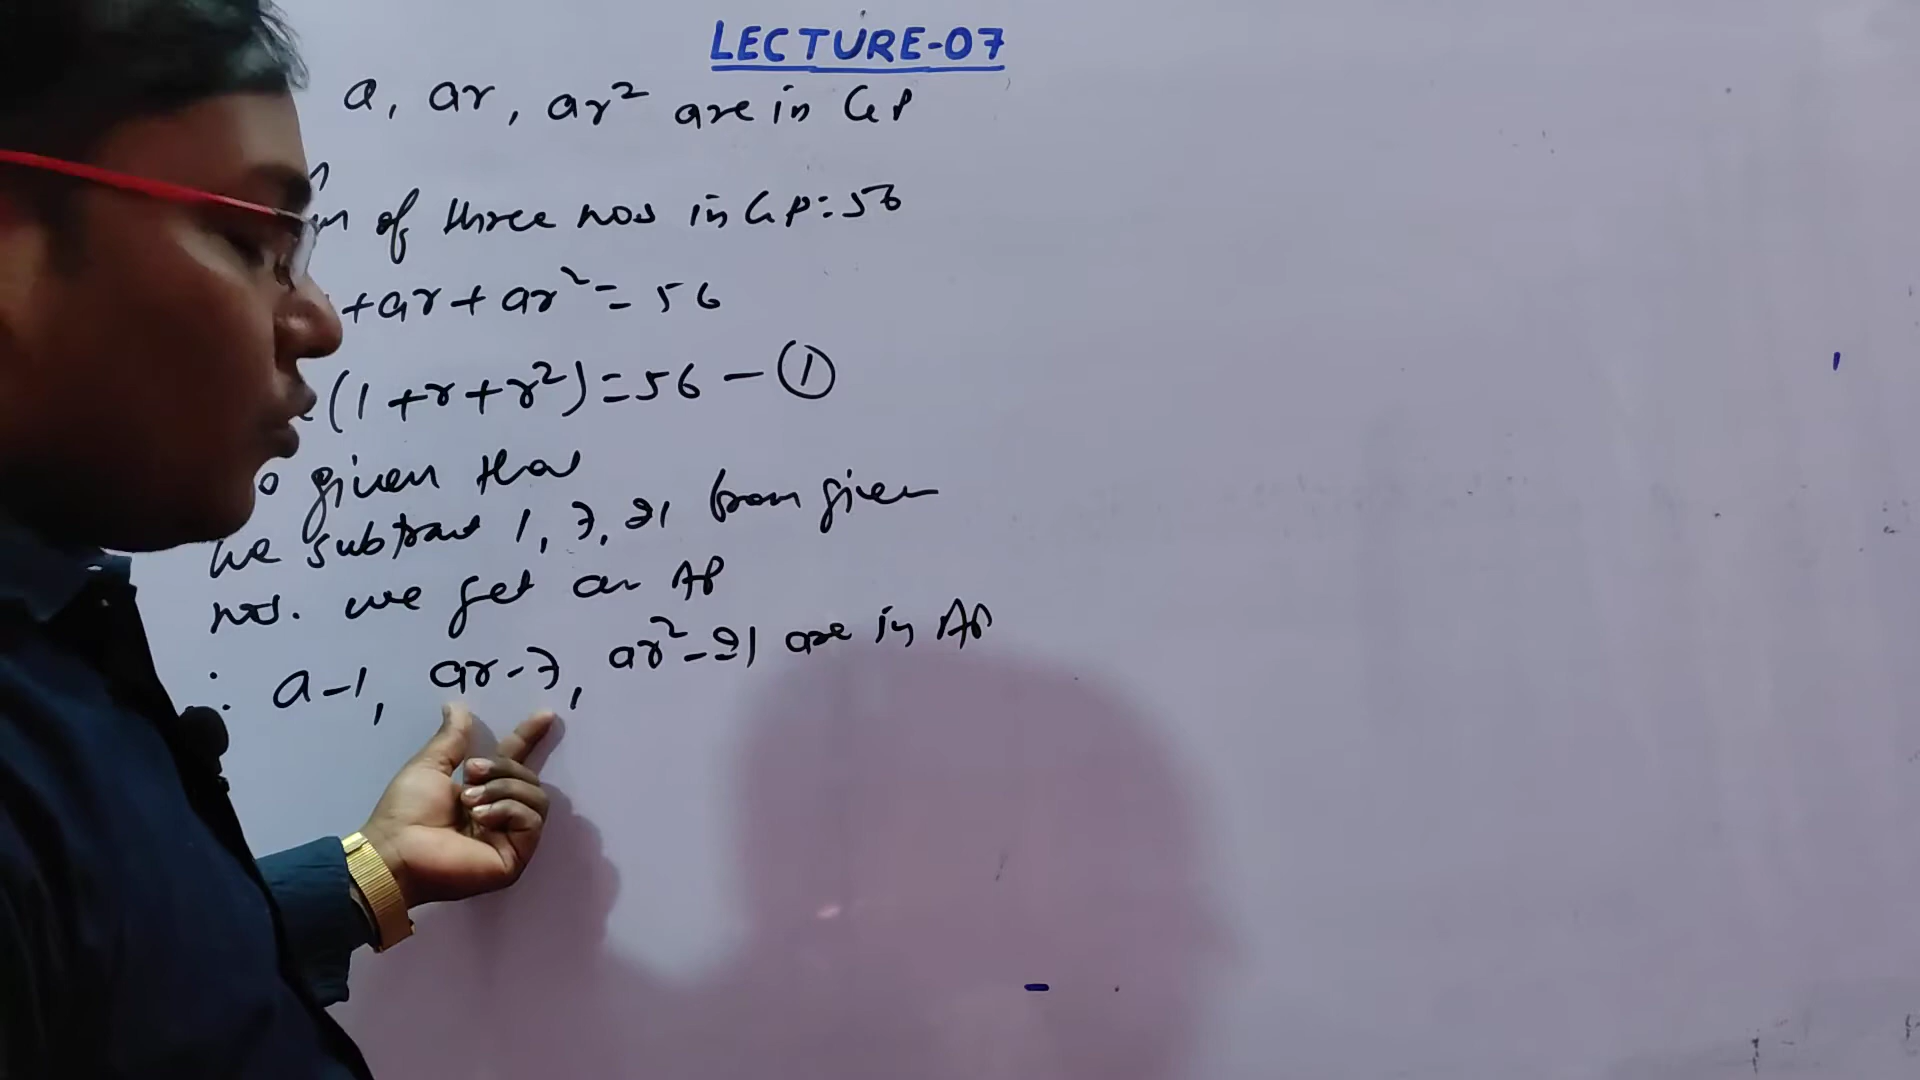 LECTURE-07
a, ar, ar² are in GP
of three nos in GP=56
+ar+ar²=56
(1+r+r²)=56 - ①
given that
we subtract 1, 7, 21 from given
nos. we get an AP
∴ a-1, ar-7, ar²-21 are in AP